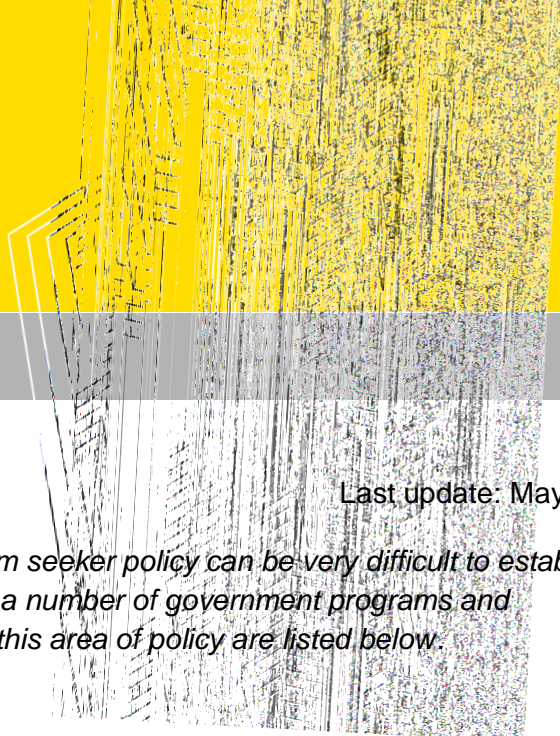 Last update: May
m seeker policy can be very difficult to estab
a number of government programs and
this area of policy are listed below.